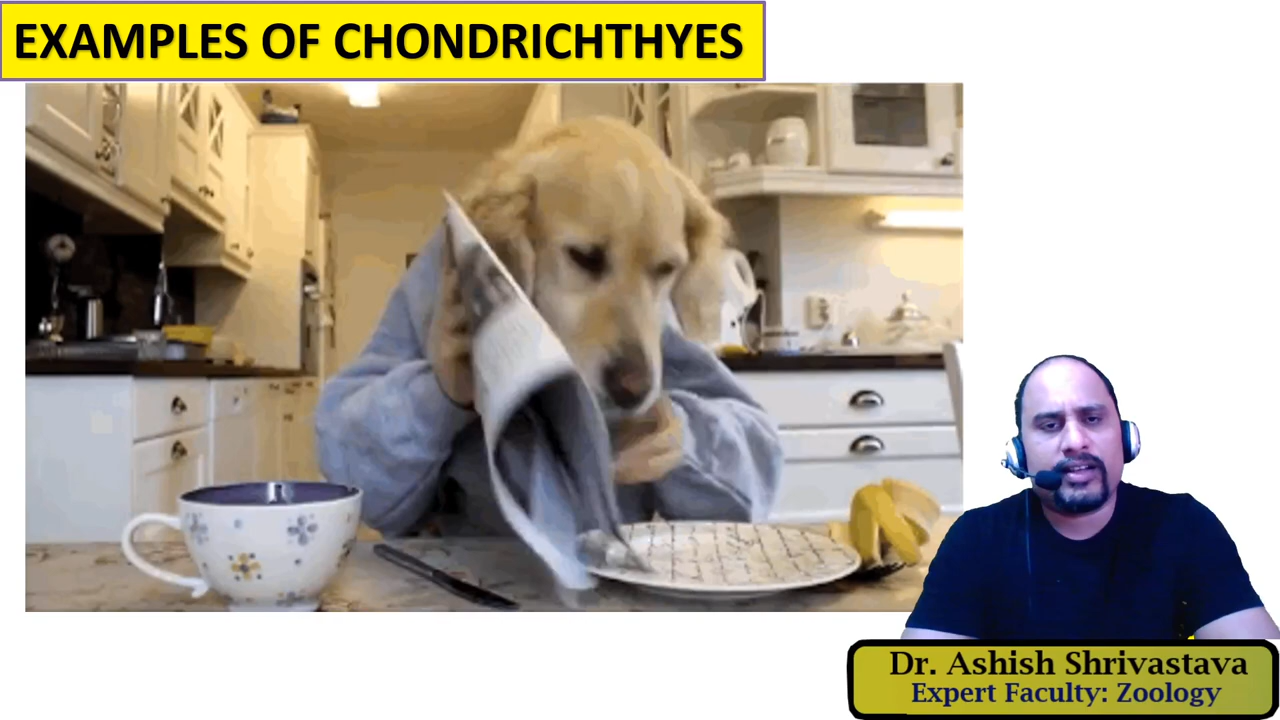 EXAMPLES OF CHONDRICHTHYES
Dr. Ashish Shrivastava
Expert Faculty: Zoology